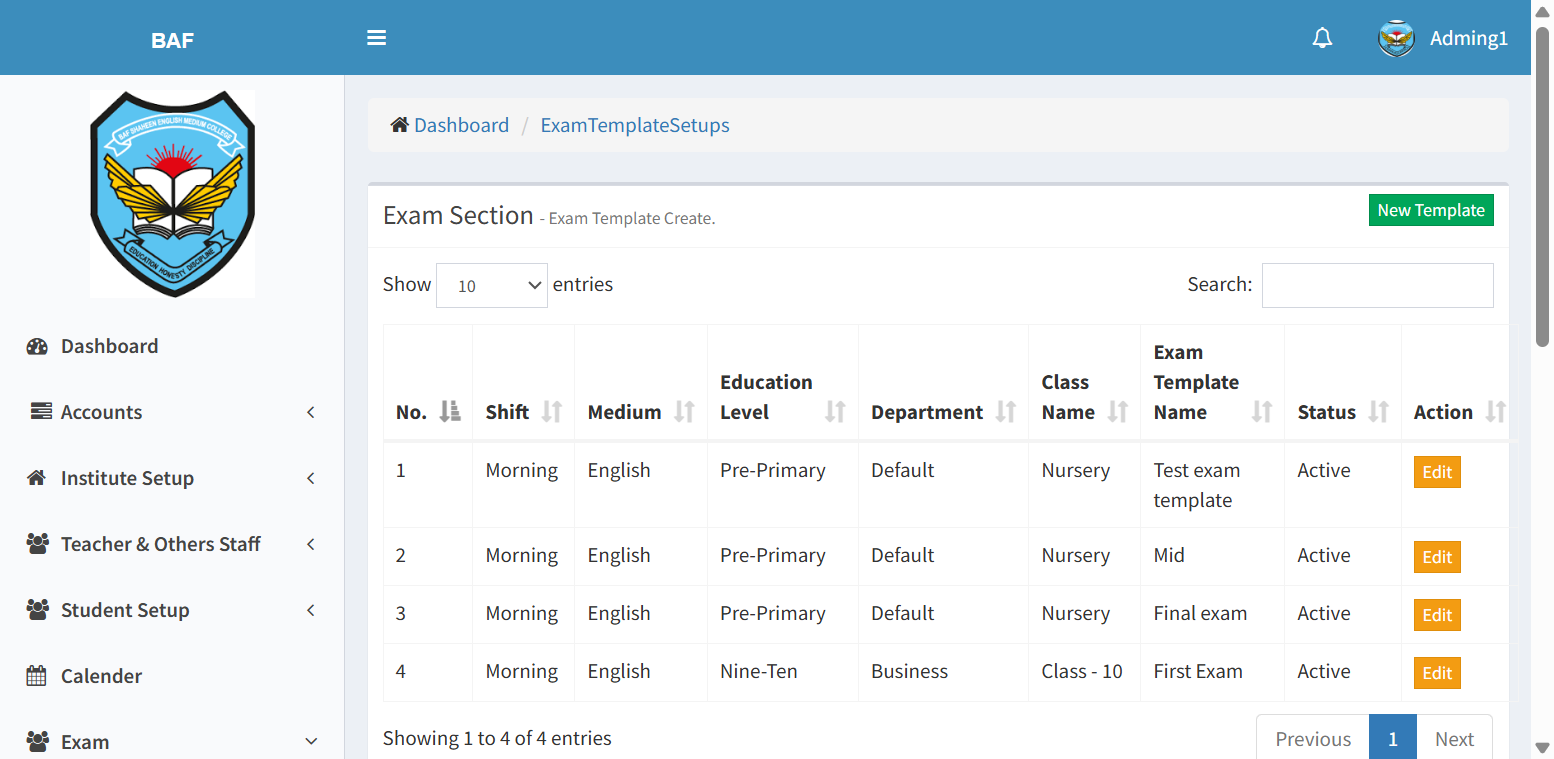 BAF
Adming1
BAF SHAHEEN ENGLISH MEDIUM COLLEGE
EDUCATION HONESTY DISCIPLINE
Dashboard
Accounts
Institute Setup
Teacher & Others Staff
Student Setup
Calender
Exam
Dashboard / ExamTemplateSetups
Exam Section - Exam Template Create.
New Template
Show 10 entries
Search:
No. Shift Medium Education Level Department Class Name Exam Template Name Status Action
1 Morning English Pre-Primary Default Nursery Test exam template Active Edit
2 Morning English Pre-Primary Default Nursery Mid Active Edit
3 Morning English Pre-Primary Default Nursery Final exam Active Edit
4 Morning English Nine-Ten Business Class - 10 First Exam Active Edit
Showing 1 to 4 of 4 entries
Previous 1 Next